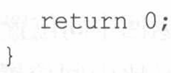 return 0;
}